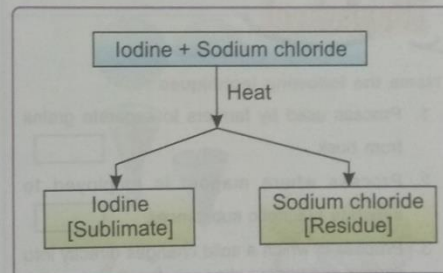 Iodine + Sodium chloride
Heat
Iodine
[Sublimate]
Sodium chloride
[Residue]